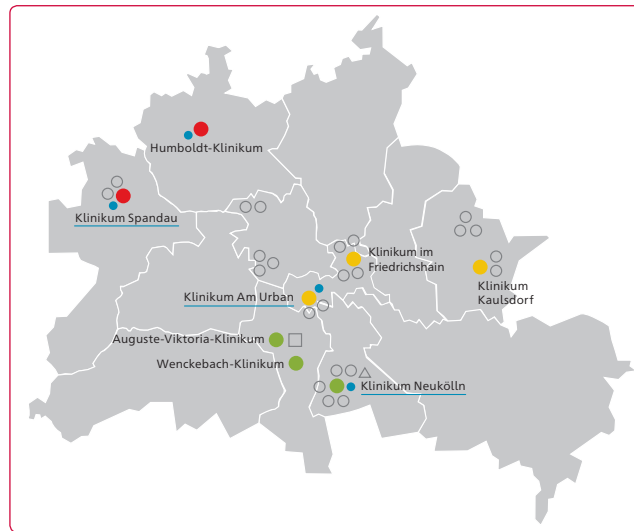 Humboldt-Klinikum
Klinikum Spandau
Klinikum im
Friedrichshain
Klinikum
Kaulsdorf
Klinikum Am Urban
Auguste-Viktoria-Klinikum
Wenckebach-Klinikum
Klinikum Neukölln